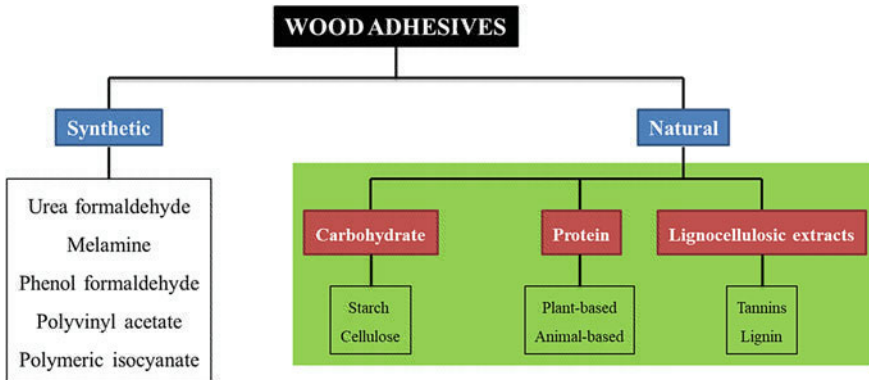 WOOD ADHESIVES
Synthetic
Natural
Urea formaldehyde
Melamine
Phenol formaldehyde
Polyvinyl acetate
Polymeric isocyanate
Carbohydrate
Protein
Lignocellulosic extracts
Starch
Cellulose
Plant-based
Animal-based
Tannins
Lignin